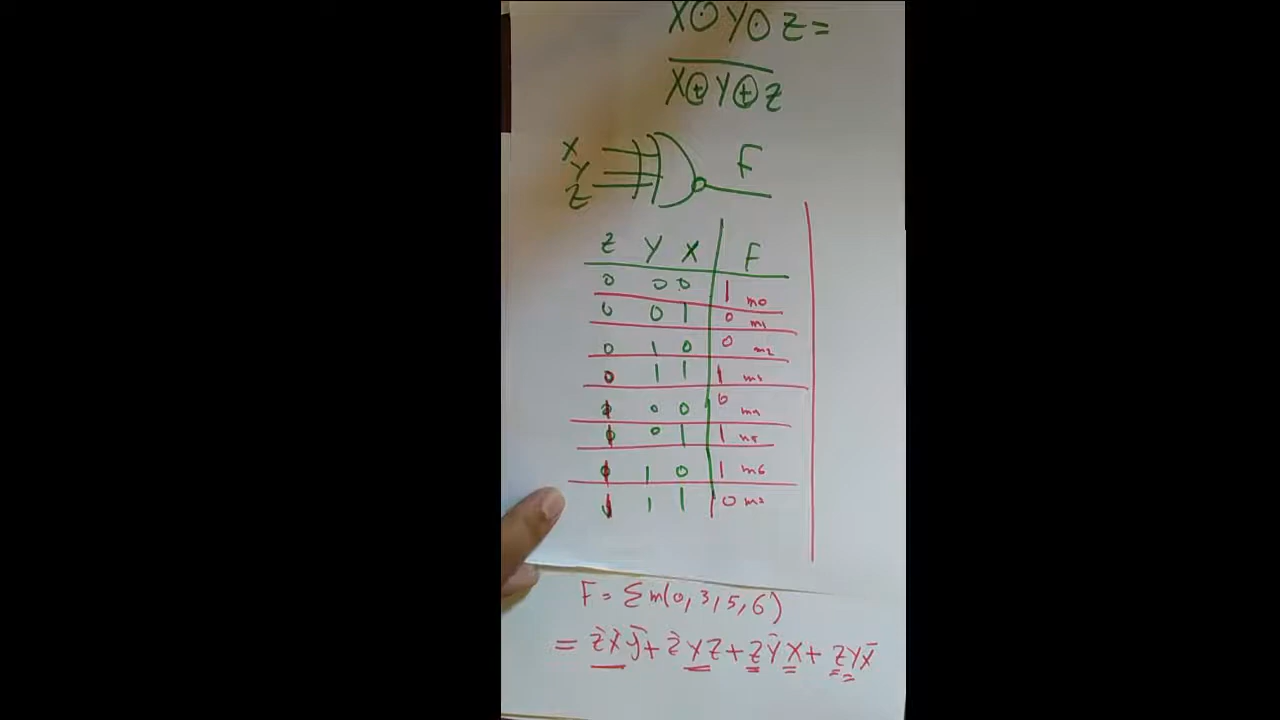 X⊙Y⊙Z=
\overline{X⊕Y⊕Z}
X
Y
Z
F
Z Y X F
0 0 0 1 m0
0 0 1 0 m1
0 1 0 0 m2
0 1 1 1 m3
1 0 0 0 m4
1 0 1 1 m5
1 1 0 1 m6
1 1 1 0 m7
F = Σm(0,3,5,6)
= z̄x̄ȳ + z̄YZ + ZȲX + ZYX̄